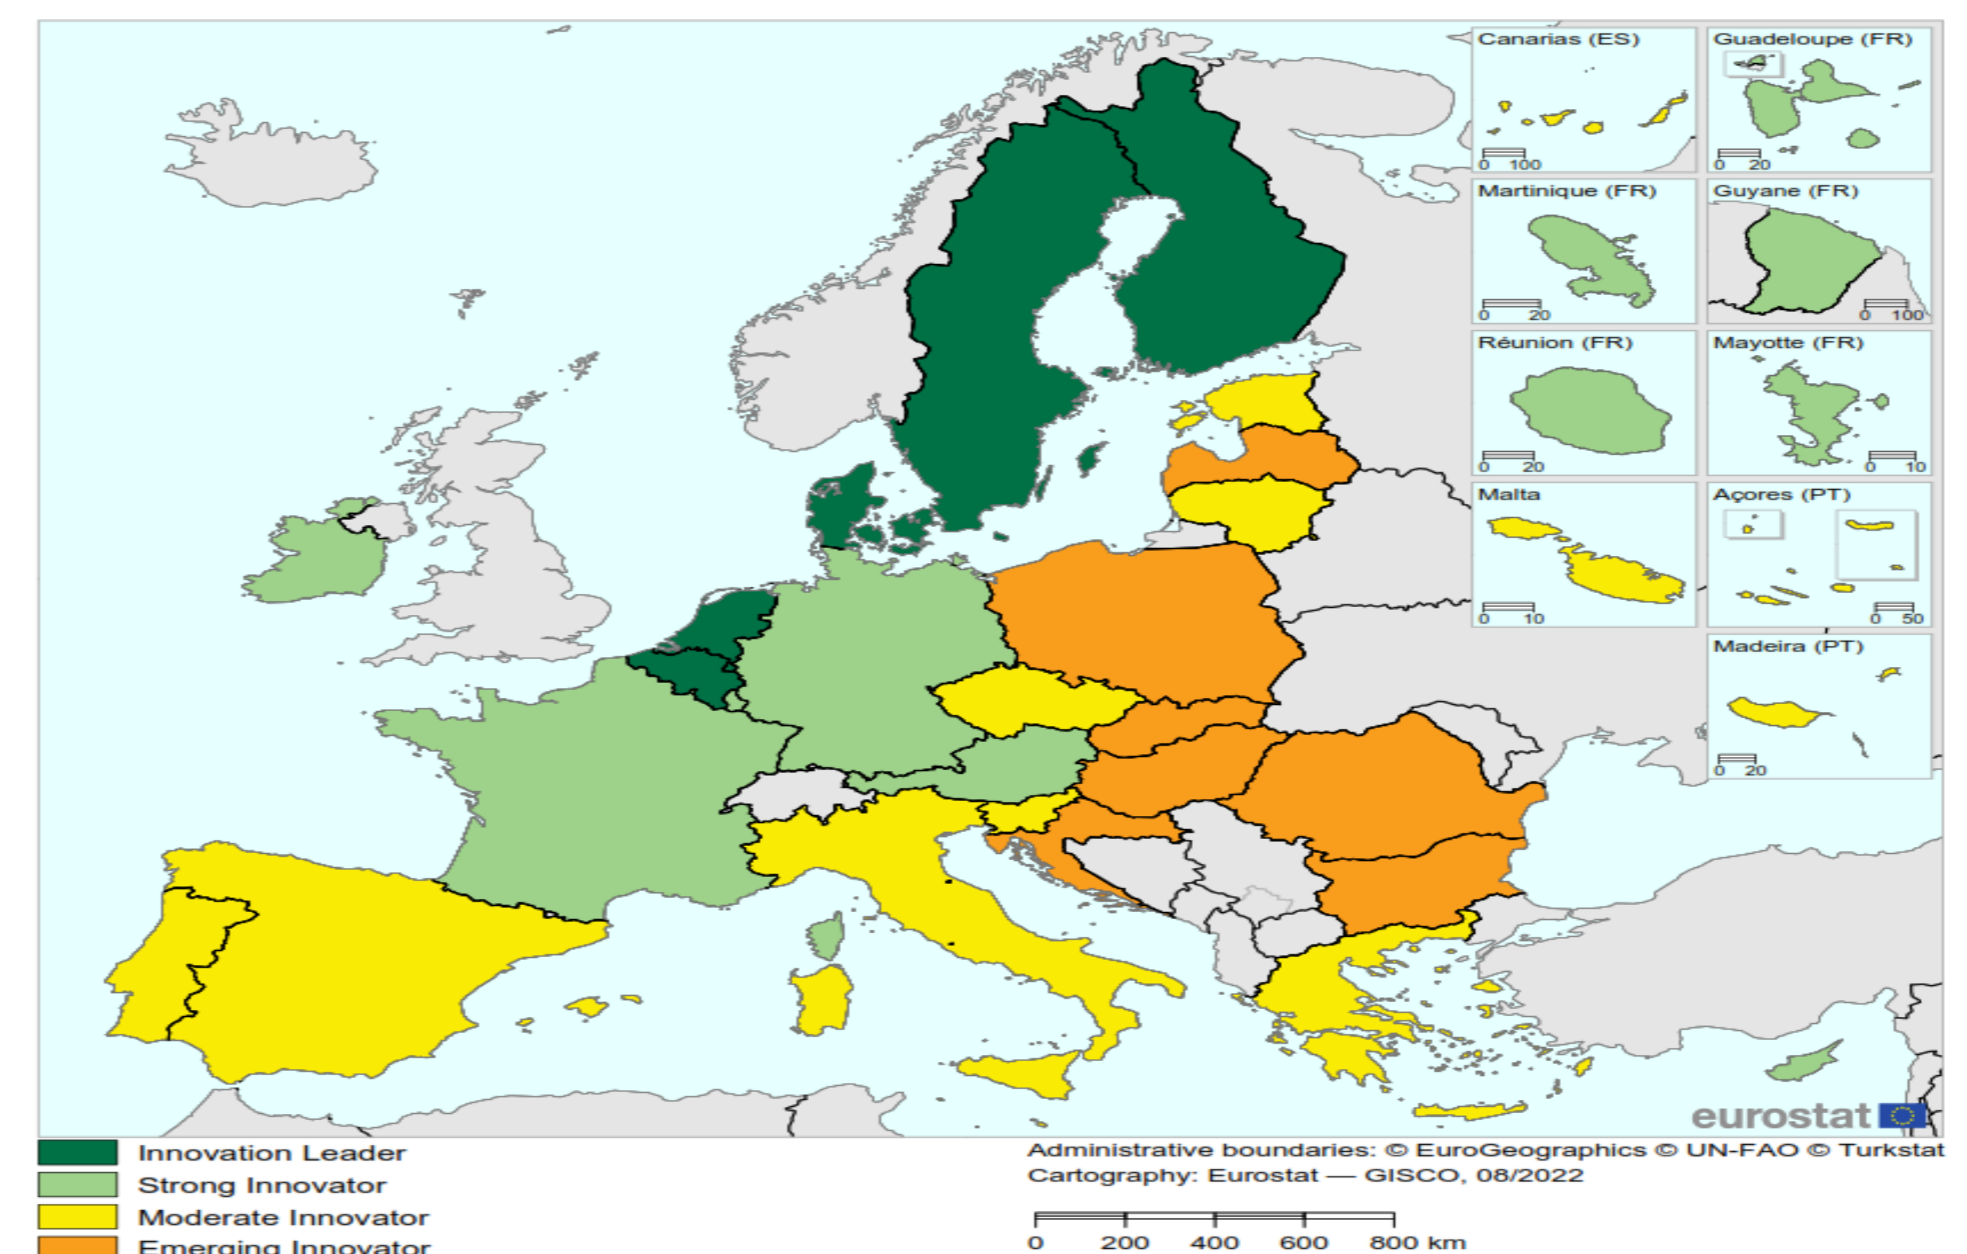 Canarias (ES)
0 100
Guadeloupe (FR)
0 20
Martinique (FR)
0 20
Guyane (FR)
0 100
Réunion (FR)
0 20
Mayotte (FR)
0 10
Malta
0 10
Açores (PT)
0 50
Madeira (PT)
0 20
eurostat
Innovation Leader
Strong Innovator
Moderate Innovator
Emerging Innovator
Administrative boundaries: © EuroGeographics © UN-FAO © Turkstat
Cartography: Eurostat — GISCO, 08/2022
0 200 400 600 800 km